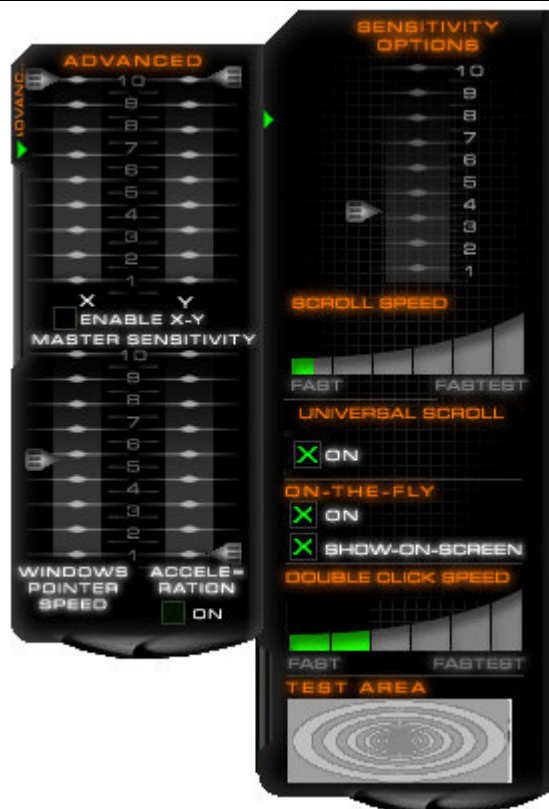 ADVANCED
ADVANC...
10
9
8
7
6
5
4
3
2
1
X Y
ENABLE X-Y
MASTER SENSITIVITY
10
9
8
7
6
5
4
3
2
1
WINDOWS POINTER SPEED
ACCELE-
RATION
ON
SENSITIVITY
OPTIONS
10
9
8
7
6
5
4
3
2
1
SCROLL SPEED
FAST FASTEST
UNIVERSAL SCROLL
ON
ON-THE-FLY
ON
SHOW-ON-SCREEN
DOUBLE CLICK SPEED
FAST FASTEST
TEST AREA